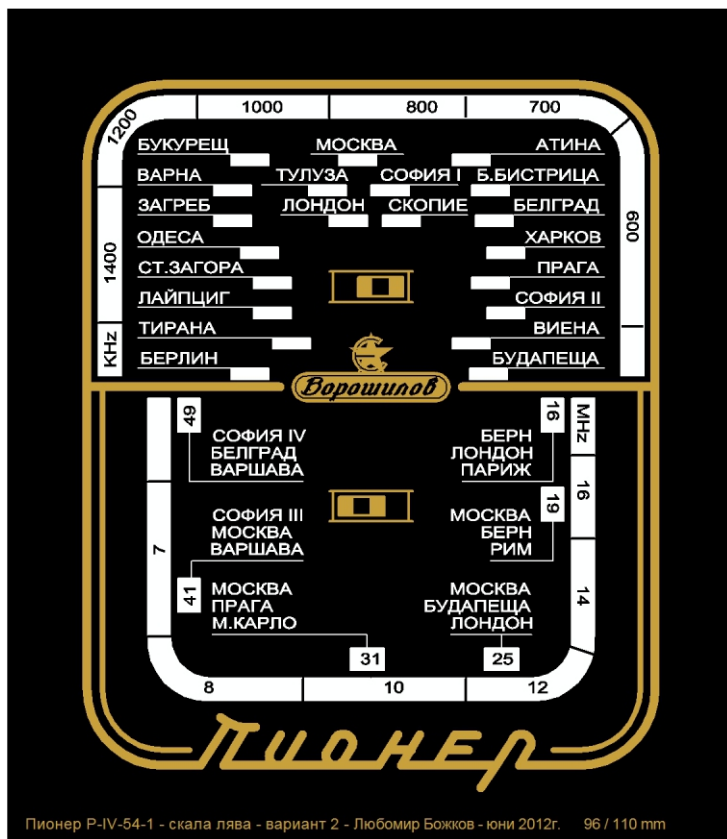 1200 1000 800 700
БУКУРЕЩ МОСКВА АТИНА
ВАРНА ТУЛУЗА СОФИЯ I Б.БИСТРИЦА
ЗАГРЕБ ЛОНДОН СКОПИЕ БЕЛГРАД
600
ОДЕСА ХАРКОВ
1400
СТ.ЗАГОРА ПРАГА
ЛАЙПЦИГ СОФИЯ II
ТИРАНА ВИЕНА
KHz
БЕРЛИН БУДАПЕЩА
Ворошилов
49 16 MHz
СОФИЯ IV БЕРН
БЕЛГРАД ЛОНДОН
ВАРШАВА ПАРИЖ
16
19
СОФИЯ III МОСКВА
МОСКВА БЕРН
ВАРШАВА РИМ
7
41 14
МОСКВА МОСКВА
ПРАГА БУДАПЕЩА
М.КАРЛО ЛОНДОН
31 25
8 10 12
Пионер
Пионер Р-IV-54-1 - скала лява - вариант 2 - Любомир Божков - юни 2012г. 96 / 110 mm